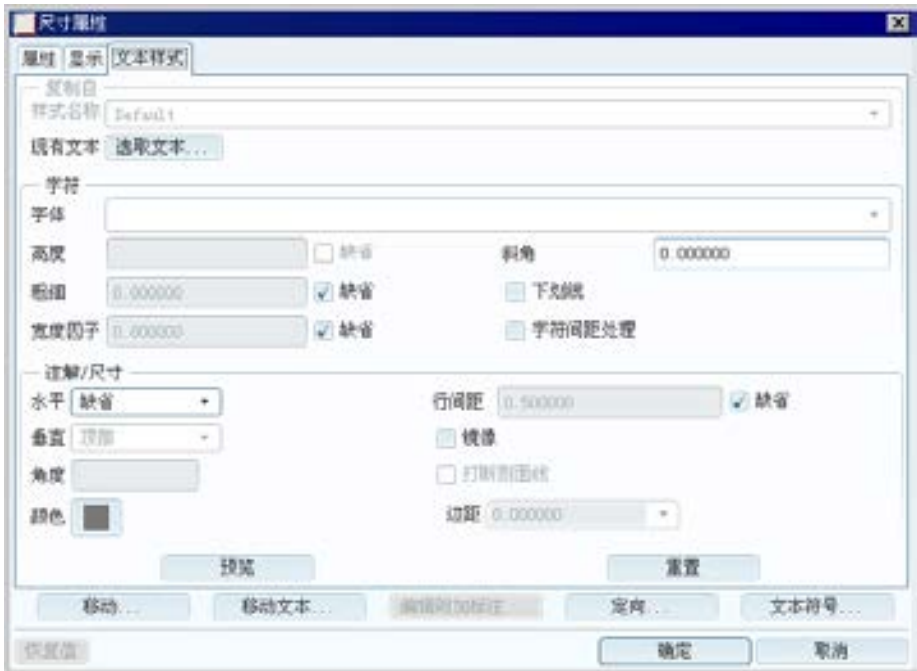 尺寸属性
属性 显示 文本样式
复制自
样式名称 Default
现有文本 选取文本...
字符
字体
高度 缺省 斜角 0.000000
粗细 0.000000 缺省 下划线
宽度因子 0.000000 缺省 字符间距处理
注解/尺寸
水平 缺省 行间距 0.500000 缺省
垂直 顶部 镜像
角度 打断剖面线
颜色 边距 0.000000
预览 重置
移动... 移动文本... 编辑附加标注... 定向... 文本符号...
恢复值 确定 取消